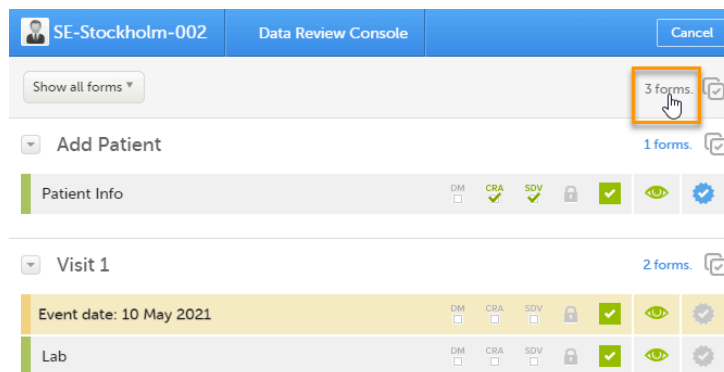 SE-Stockholm-002 Data Review Console Cancel
Show all forms 3 forms.
Add Patient 1 forms.
Patient Info DM CRA SDV
Visit 1 2 forms.
Event date: 10 May 2021 DM CRA SDV
Lab DM CRA SDV